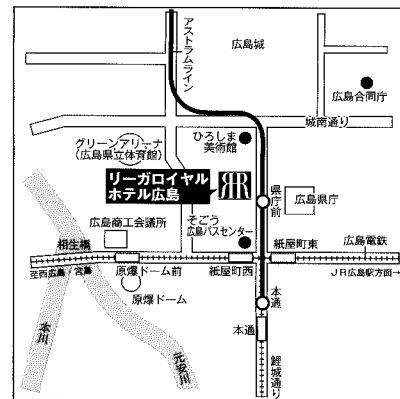 アストラムライン
広島城
広島合同庁
城南通り
ひろしま
美術館
グリーンアリーナ
(広島県立体育館)
リーガロイヤル
ホテル広島
県庁前
広島県庁
広島商工会議所
そごう
広島バスセンター
相生橋
紙屋町東
広島電鉄
至西広島/宮島
原爆ドーム前
紙屋町西
JR広島駅方面→
原爆ドーム
本通
本通
本川
元安川
鯉城通り